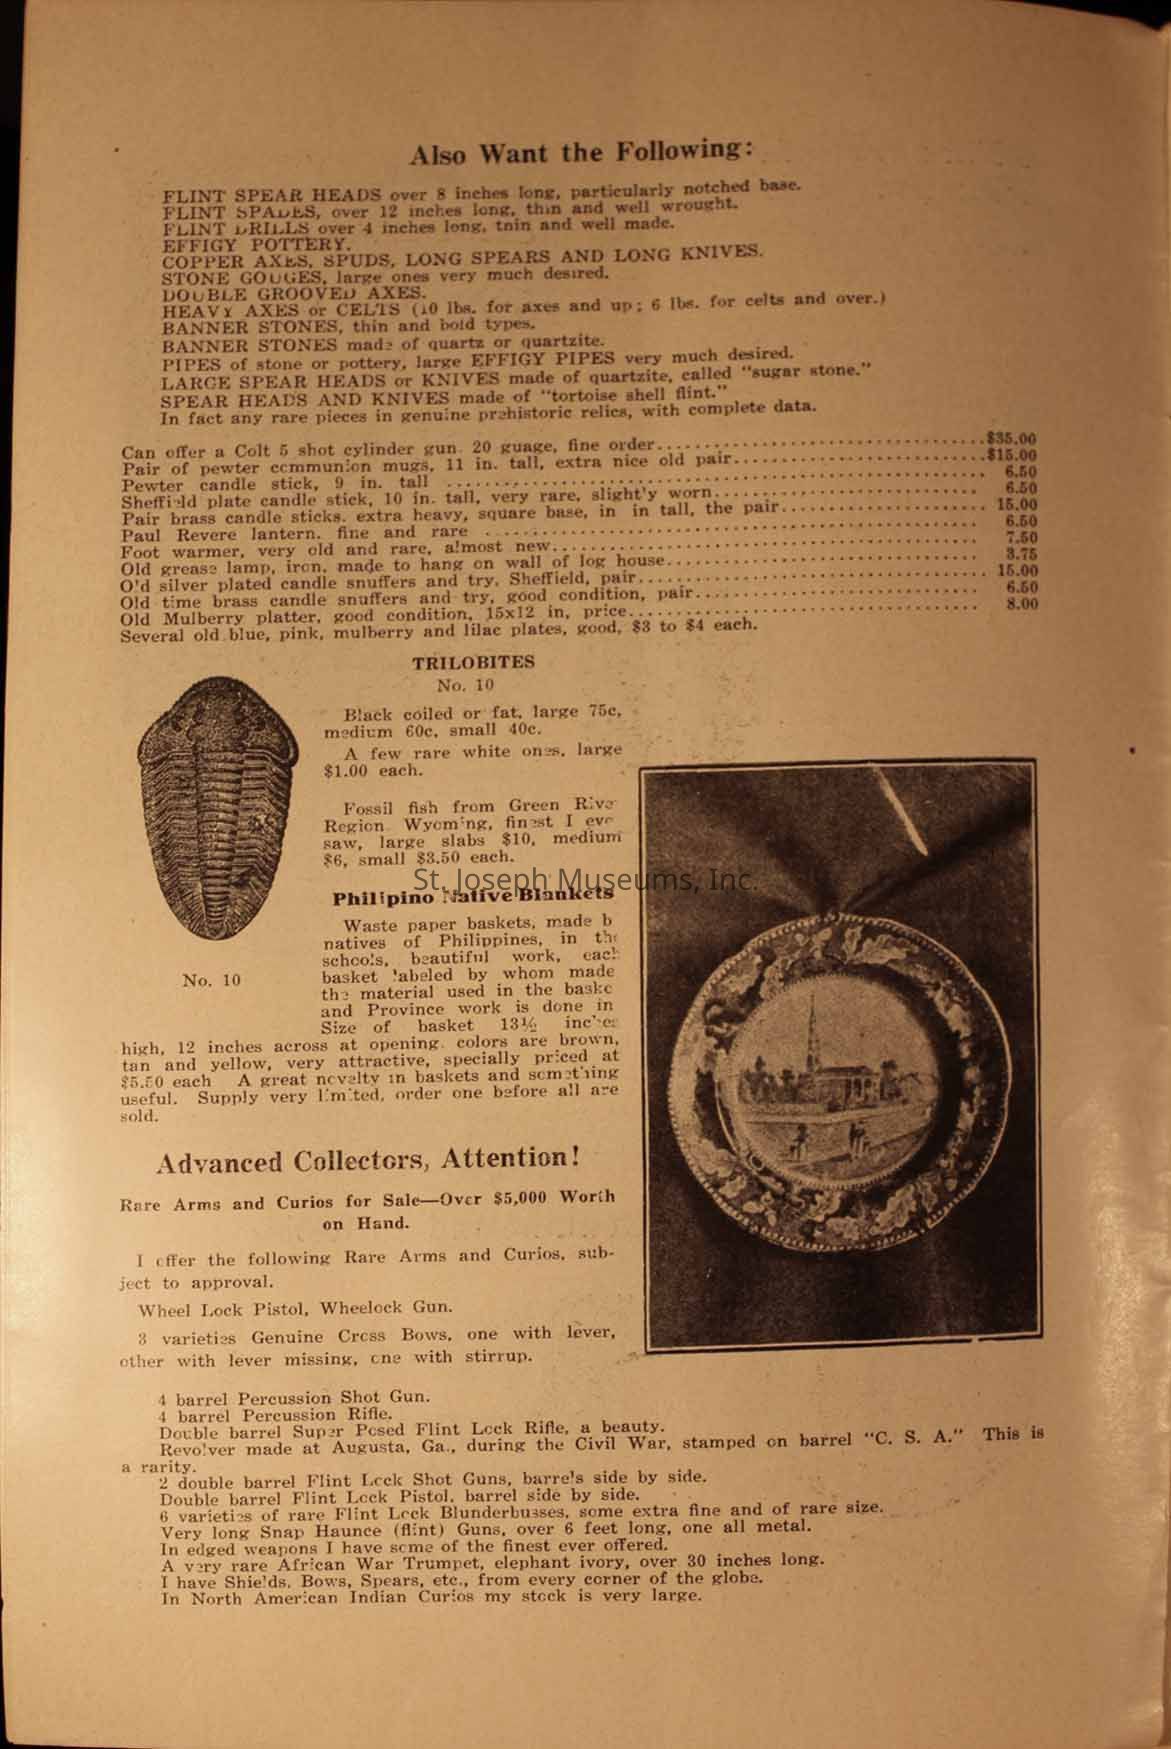 Also Want the Following:
FLINT SPEAR HEADS over 8 inches long, particularly notched base.
FLINT SPADES, over 12 inches long, thin and well wrought.
FLINT DRILLS over 4 inches long, tnin and well made.
EFFIGY POTTERY.
COPPER AXES, SPUDS, LONG SPEARS AND LONG KNIVES.
STONE GOUGES, large ones very much desired.
DOUBLE GROOVED AXES.
HEAVY AXES or CELTS (10 lbs. for axes and up; 6 lbs. for celts and over.)
BANNER STONES, thin and bold types.
BANNER STONES made of quartz or quartzite.
PIPES of stone or pottery, large EFFIGY PIPES very much desired.
LARGE SPEAR HEADS or KNIVES made of quartzite, called "sugar stone."
SPEAR HEADS AND KNIVES made of "tortoise shell flint."
In fact any rare pieces in genuine prehistoric relics, with complete data.
Can offer a Colt 5 shot cylinder gun. 20 guage, fine order $35.00
Pair of pewter communion mugs, 11 in. tall, extra nice old pair $15.00
Pewter candle stick, 9 in. tall 6.50
Sheffield plate candle stick, 10 in. tall, very rare, slightly worn 6.50
Pair brass candle sticks. extra heavy, square base, in in tall, the pair 15.00
Paul Revere lantern. fine and rare 6.50
Foot warmer, very old and rare, almost new 7.50
Old grease lamp, iron, made to hang on wall of log house 3.75
O'd silver plated candle snuffers and try, Sheffield, pair 15.00
Old time brass candle snuffers and try, good condition, pair 6.50
Old Mulberry platter, good condition, 15x12 in, price 8.00
Several old blue, pink, mulberry and lilac plates, good, $3 to $4 each.
TRILOBITES
No. 10
Black coiled or fat, large 75c,
medium 60c, small 40c.
A few rare white ones, large
$1.00 each.
Fossil fish from Green Rive
Region Wyoming, finest I eve
saw, large slabs $10, medium
$6, small $3.50 each.
St. Joseph Museums, Inc.
Philipino Native Blankets
Waste paper baskets, made b
natives of Philippines, in the
schools, beautiful work, each
basket labeled by whom made
the material used in the baske
and Province work is done in
Size of basket 13½ inches
No. 10
high, 12 inches across at opening. colors are brown,
tan and yellow, very attractive, specially priced at
$5.50 each A great novelty in baskets and something
useful. Supply very limited, order one before all are
sold.
Advanced Collectors, Attention!
Rare Arms and Curios for Sale—Over $5,000 Worth
on Hand.
I offer the following Rare Arms and Curios, sub-
ject to approval.
Wheel Lock Pistol, Wheelock Gun.
3 varieties Genuine Cross Bows, one with lever,
other with lever missing, one with stirrup.
4 barrel Percussion Shot Gun.
4 barrel Percussion Rifle.
Double barrel Super Posed Flint Lock Rifle, a beauty.
Revolver made at Augusta, Ga., during the Civil War, stamped on barrel "C. S. A." This is
a rarity.
2 double barrel Flint Lock Shot Guns, barrels side by side.
Double barrel Flint Lock Pistol, barrel side by side.
6 varieties of rare Flint Lock Blunderbusses, some extra fine and of rare size.
Very long Snap Haunce (flint) Guns, over 6 feet long, one all metal.
In edged weapons I have some of the finest ever offered.
A very rare African War Trumpet, elephant ivory, over 30 inches long.
I have Shields, Bows, Spears, etc., from every corner of the globe.
In North American Indian Curios my stock is very large.